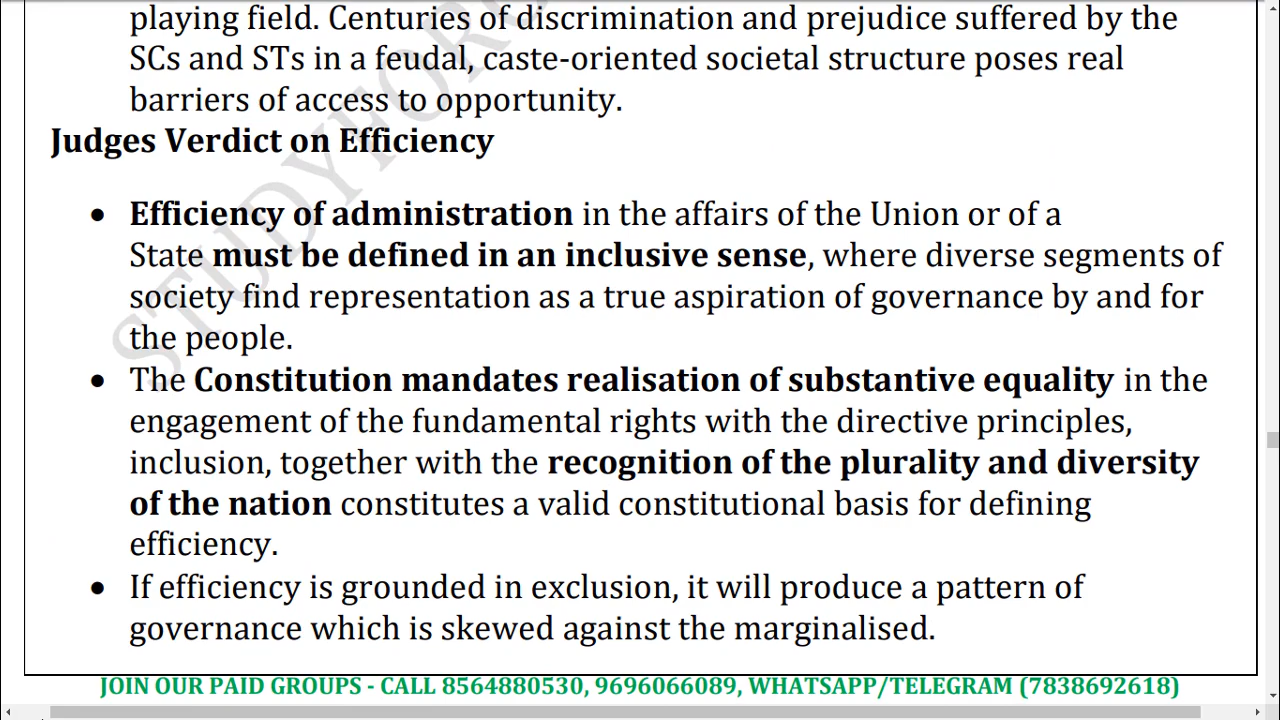 playing field. Centuries of discrimination and prejudice suffered by the
SCs and STs in a feudal, caste-oriented societal structure poses real
barriers of access to opportunity.
Judges Verdict on Efficiency
• Efficiency of administration in the affairs of the Union or of a
State must be defined in an inclusive sense, where diverse segments of
society find representation as a true aspiration of governance by and for
the people.
• The Constitution mandates realisation of substantive equality in the
engagement of the fundamental rights with the directive principles,
inclusion, together with the recognition of the plurality and diversity
of the nation constitutes a valid constitutional basis for defining
efficiency.
• If efficiency is grounded in exclusion, it will produce a pattern of
governance which is skewed against the marginalised.
JOIN OUR PAID GROUPS - CALL 8564880530, 9696066089, WHATSAPP/TELEGRAM (7838692618)
STUDYFOR